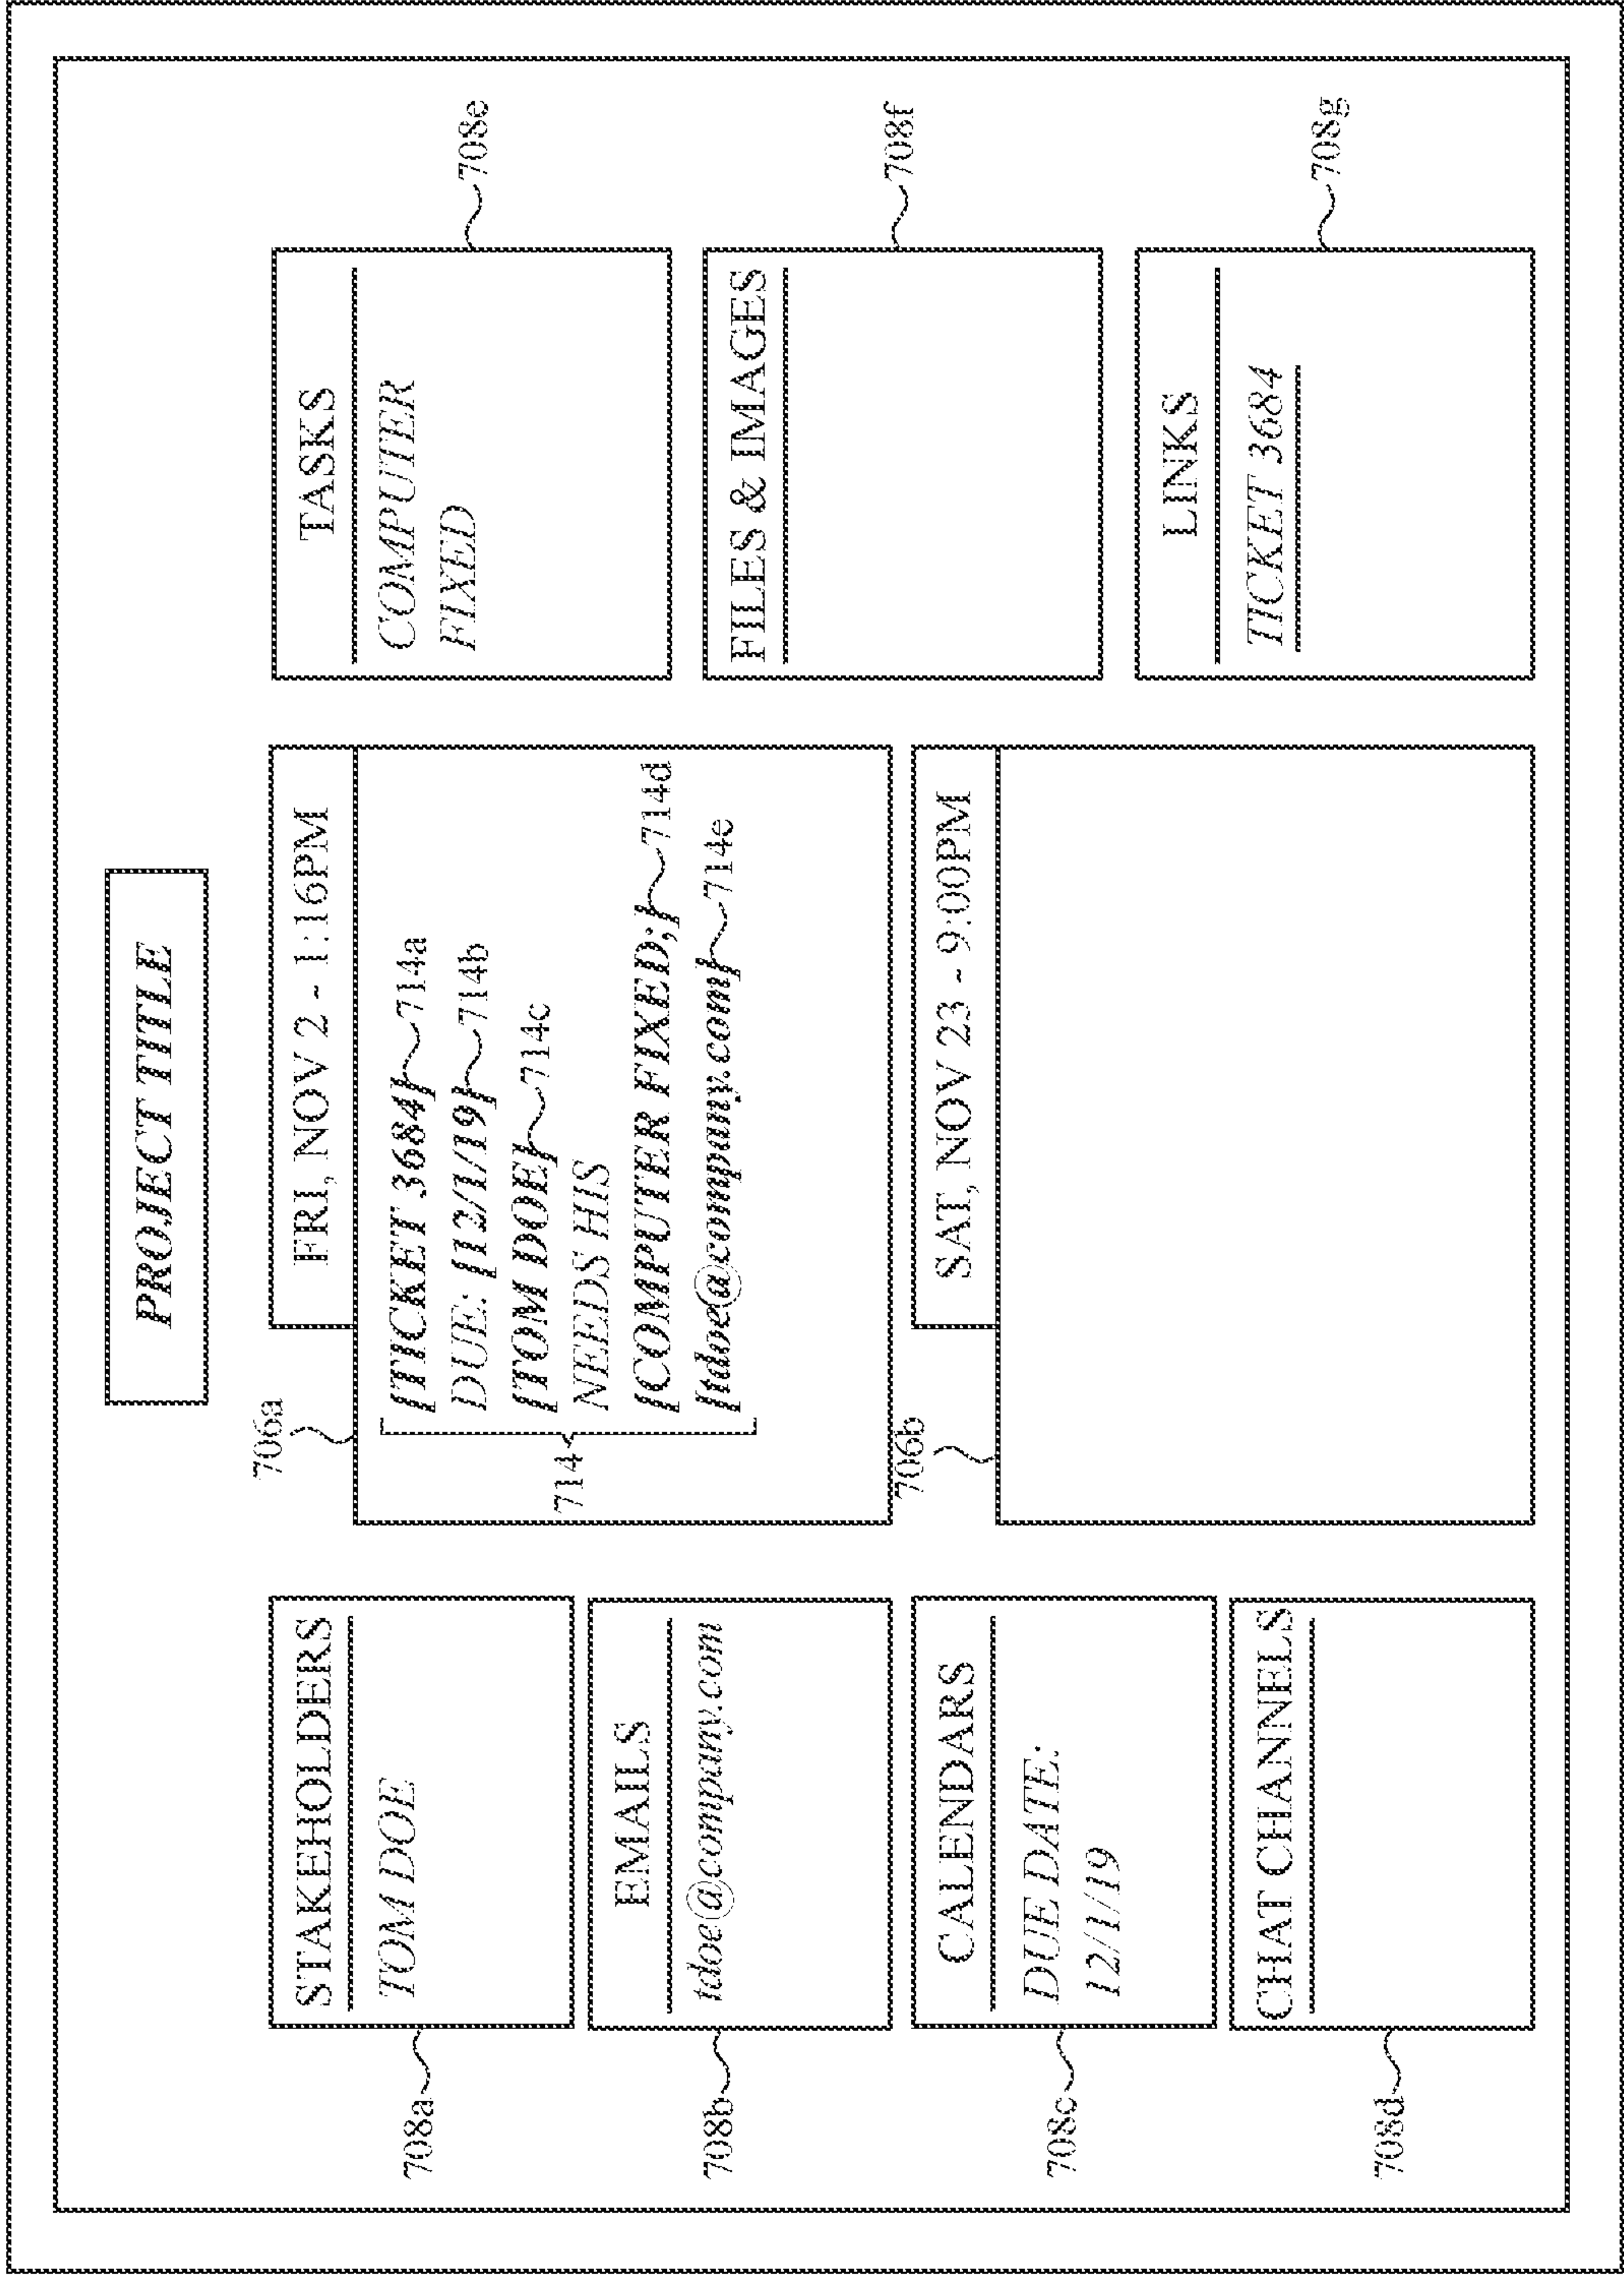 PROJECT TITLE
708a
STAKEHOLDERS
TOM DOE
708b
EMAILS
tdoe@company.com
708c
CALENDARS
DUE DATE:
12/1/19
708d
CHAT CHANNELS
706a
FRI, NOV 2 - 1:16PM
714
[TICKET 3684] 714a
DUE: [12/1/19] 714b
[TOM DOE] 714c
NEEDS HIS
[COMPUTER FIXED;] 714d
[tdoe@company.com] 714e
706b
SAT, NOV 23 - 9:00PM
708e
TASKS
COMPUTER
FIXED
708f
FILES & IMAGES
708g
LINKS
TICKET 3684